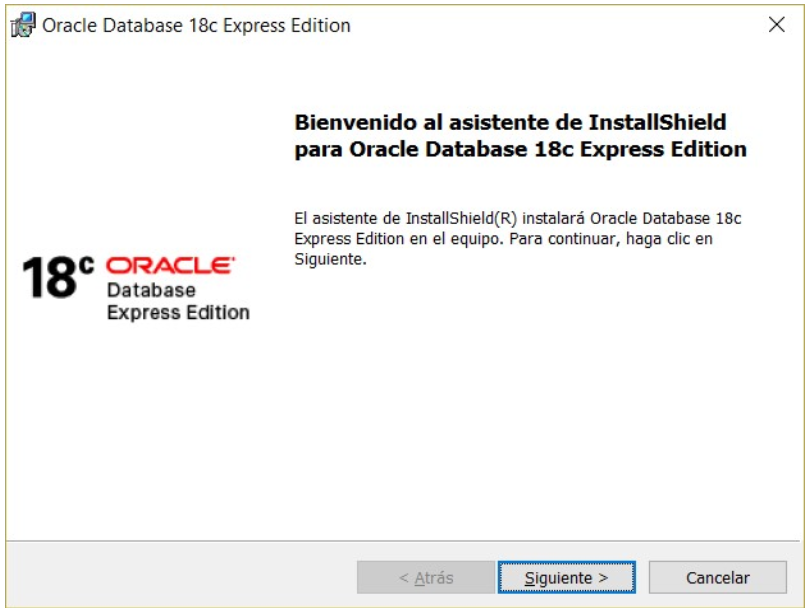 Oracle Database 18c Express Edition
Bienvenido al asistente de InstallShield
para Oracle Database 18c Express Edition
El asistente de InstallShield(R) instalará Oracle Database 18c
Express Edition en el equipo. Para continuar, haga clic en
Siguiente.
18c ORACLE
Database
Express Edition
< Atrás
Siguiente >
Cancelar